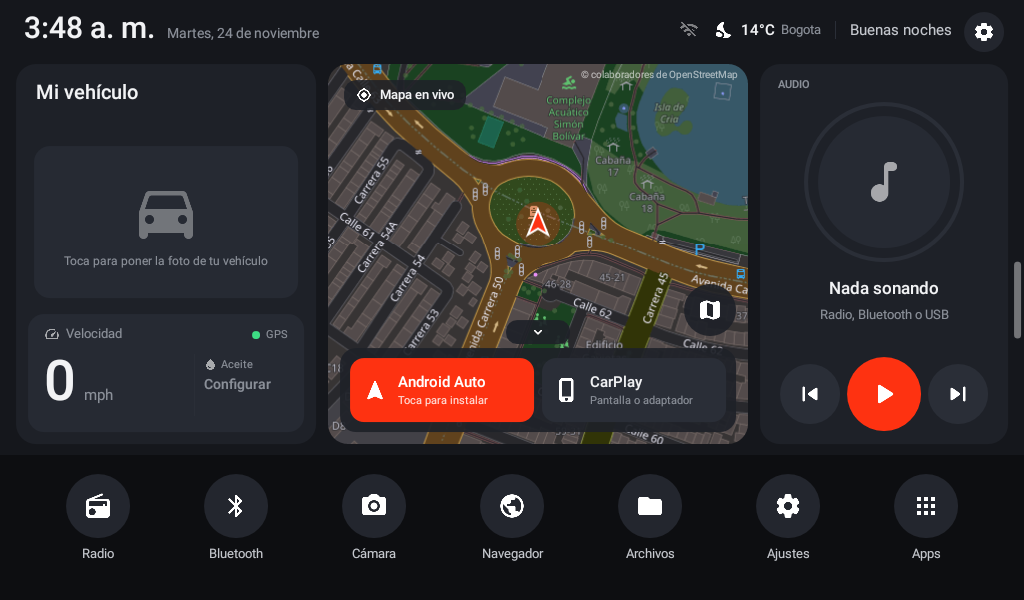 3:48 a. m.
Martes, 24 de noviembre
14°C
Bogota
Buenas noches
Mi vehículo
Toca para poner la foto de tu vehículo
Velocidad
GPS
0
mph
Aceite
Configurar
© colaboradores de OpenStreetMap
Mapa en vivo
Complejo
Acuático
Simón
Bolívar
Isla de
Cria
Cabaña
17
Cabaña
18
Carrera 55
Calle 61
Carrera 54A
Carrera 54
Carrera 53
nida Carrera 50
Carrera 45
Avenida Ca
P
46-28
45-21
Calle 62
Edificio
Calle 60
Android Auto
Toca para instalar
CarPlay
Pantalla o adaptador
AUDIO
Nada sonando
Radio, Bluetooth o USB
Radio
Bluetooth
Cámara
Navegador
Archivos
Ajustes
Apps